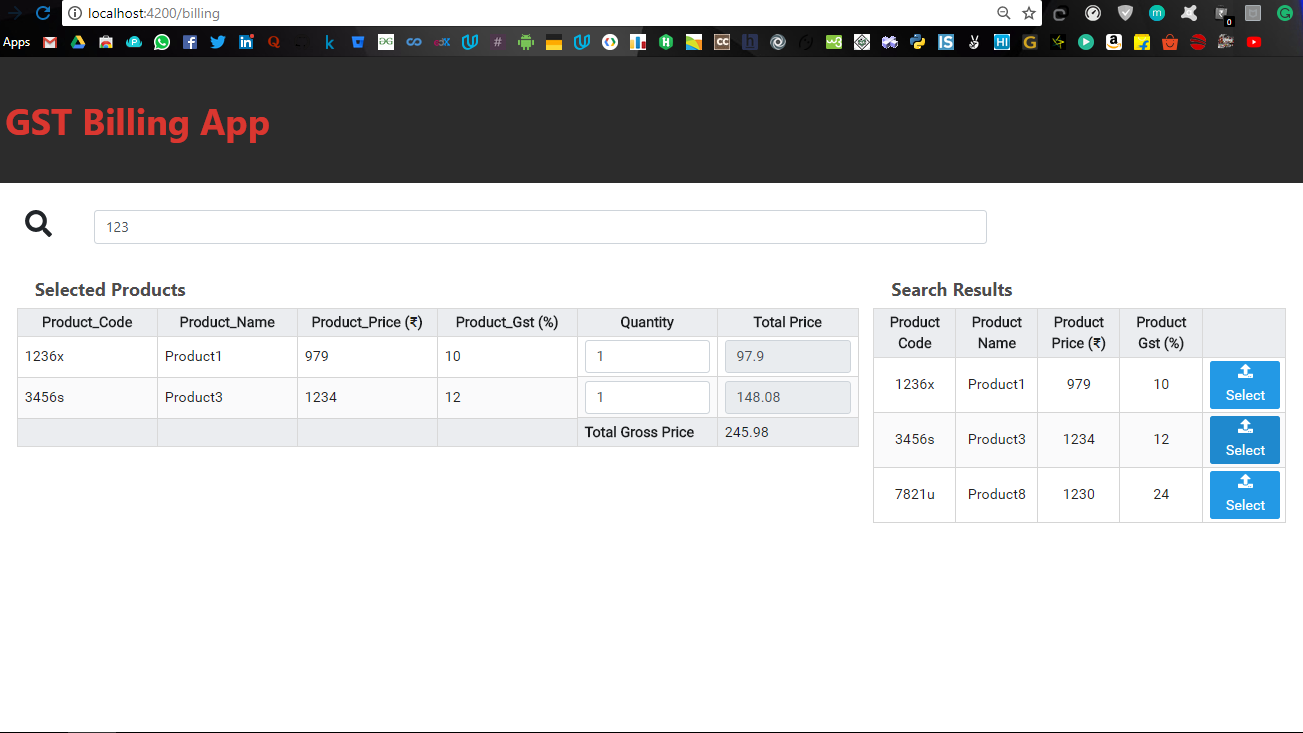 localhost:4200/billing
0
Apps
GST Billing App
123
Selected Products
Product_Code Product_Name Product_Price (₹) Product_Gst (%) Quantity Total Price
1236x Product1 979 10 1 97.9
3456s Product3 1234 12 1 148.08
Total Gross Price 245.98
Search Results
Product Code Product Name Product Price (₹) Product Gst (%)
1236x Product1 979 10 Select
3456s Product3 1234 12 Select
7821u Product8 1230 24 Select